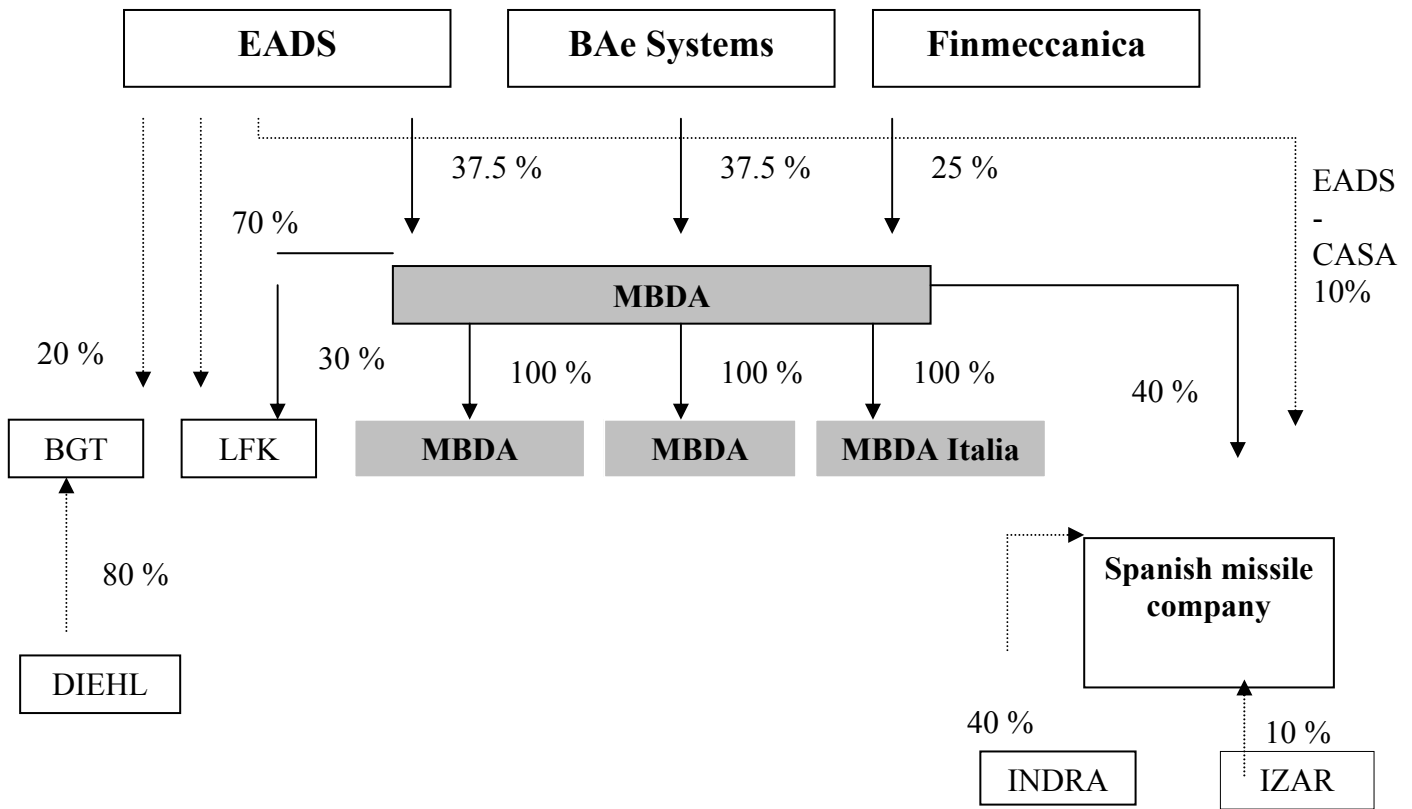 EADS
BAe Systems
Finmeccanica
37.5 %
37.5 %
25 %
EADS
-
CASA
10%
70 %
MBDA
20 %
30 %
100 %
100 %
100 %
40 %
BGT
LFK
MBDA
MBDA
MBDA Italia
80 %
Spanish missile
company
DIEHL
40 %
10 %
INDRA
IZAR